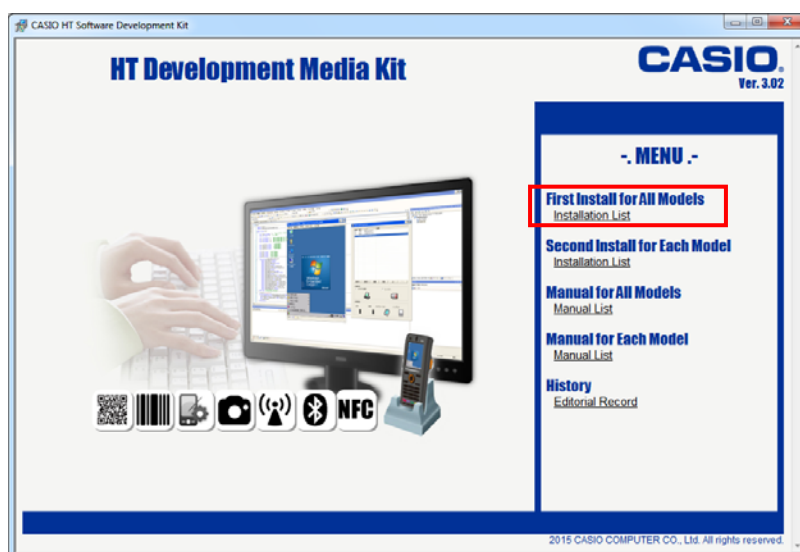 CASIO HT Software Development Kit
HT Development Media Kit
CASIO.
Ver. 3.02
-. MENU .-
First Install for All Models
Installation List
Second Install for Each Model
Installation List
Manual for All Models
Manual List
Manual for Each Model
Manual List
History
Editorial Record
NFC
2015 CASIO COMPUTER CO., Ltd. All rights reserved.